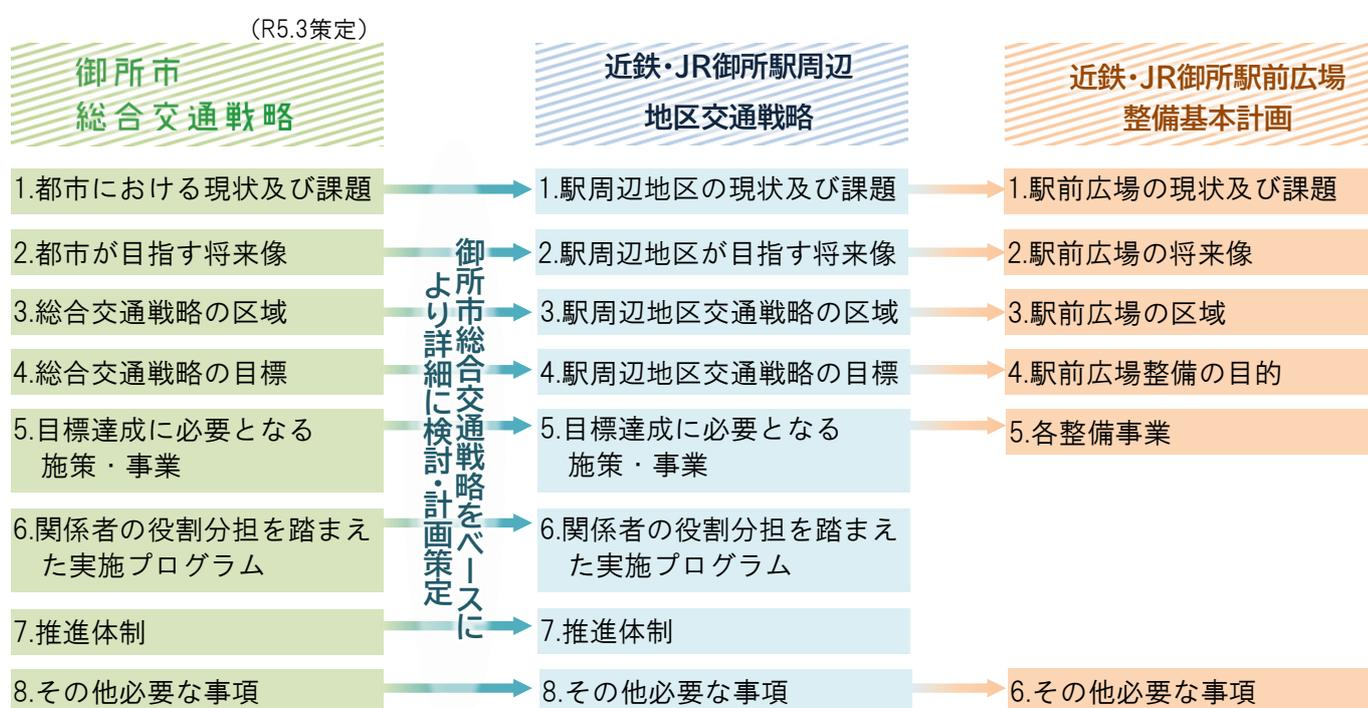 （R5.3策定）
御所市
総合交通戦略
1.都市における現状及び課題
2.都市が目指す将来像
3.総合交通戦略の区域
4.総合交通戦略の目標
5.目標達成に必要となる
施策・事業
6.関係者の役割分担を踏まえ
た実施プログラム
7.推進体制
8.その他必要な事項
御所市総合交通戦略をベースに
より詳細に検討・計画策定
近鉄・JR御所駅周辺
地区交通戦略
1.駅周辺地区の現状及び課題
2.駅周辺地区が目指す将来像
3.駅周辺地区交通戦略の区域
4.駅周辺地区交通戦略の目標
5.目標達成に必要となる
施策・事業
6.関係者の役割分担を踏まえ
た実施プログラム
7.推進体制
8.その他必要な事項
近鉄・JR御所駅前広場
整備基本計画
1.駅前広場の現状及び課題
2.駅前広場の将来像
3.駅前広場の区域
4.駅前広場整備の目的
5.各整備事業
6.その他必要な事項